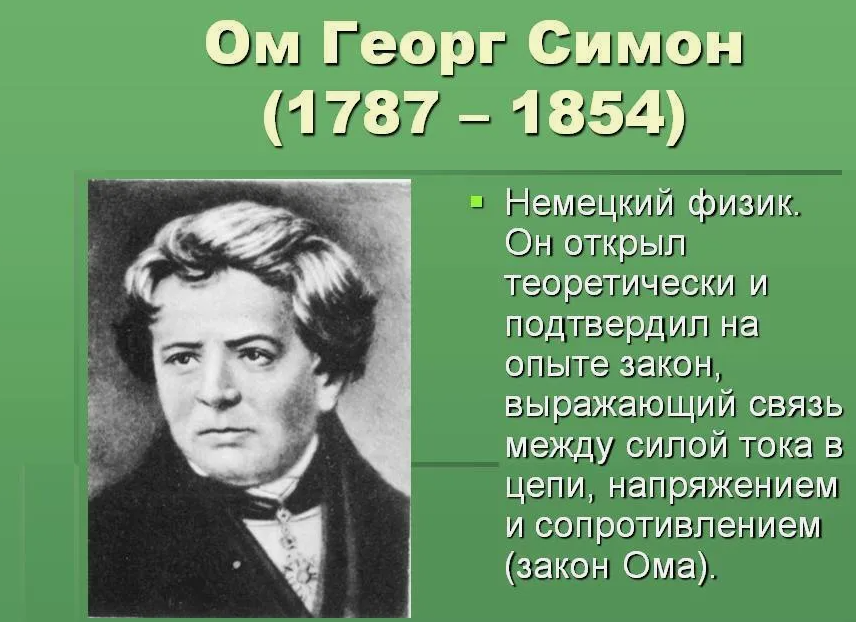 Ом Георг Симон
(1787 – 1854)
Немецкий физик.
Он открыл
теоретически и
подтвердил на
опыте закон,
выражающий связь
между силой тока в
цепи, напряжением
и сопротивлением
(закон Ома).